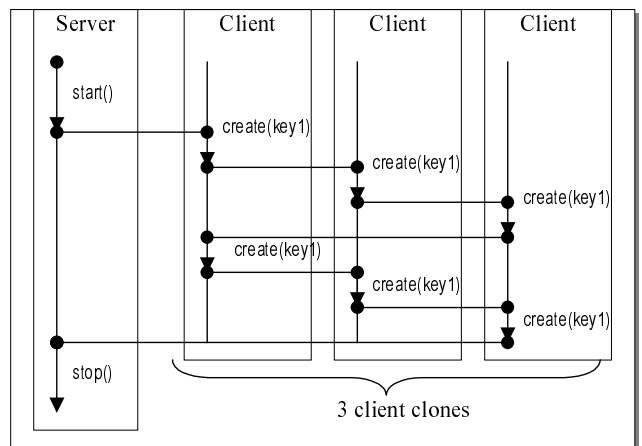 Server
Client
Client
Client
start()
create(key1)
create(key1)
create(key1)
create(key1)
create(key1)
create(key1)
stop()
3 client clones